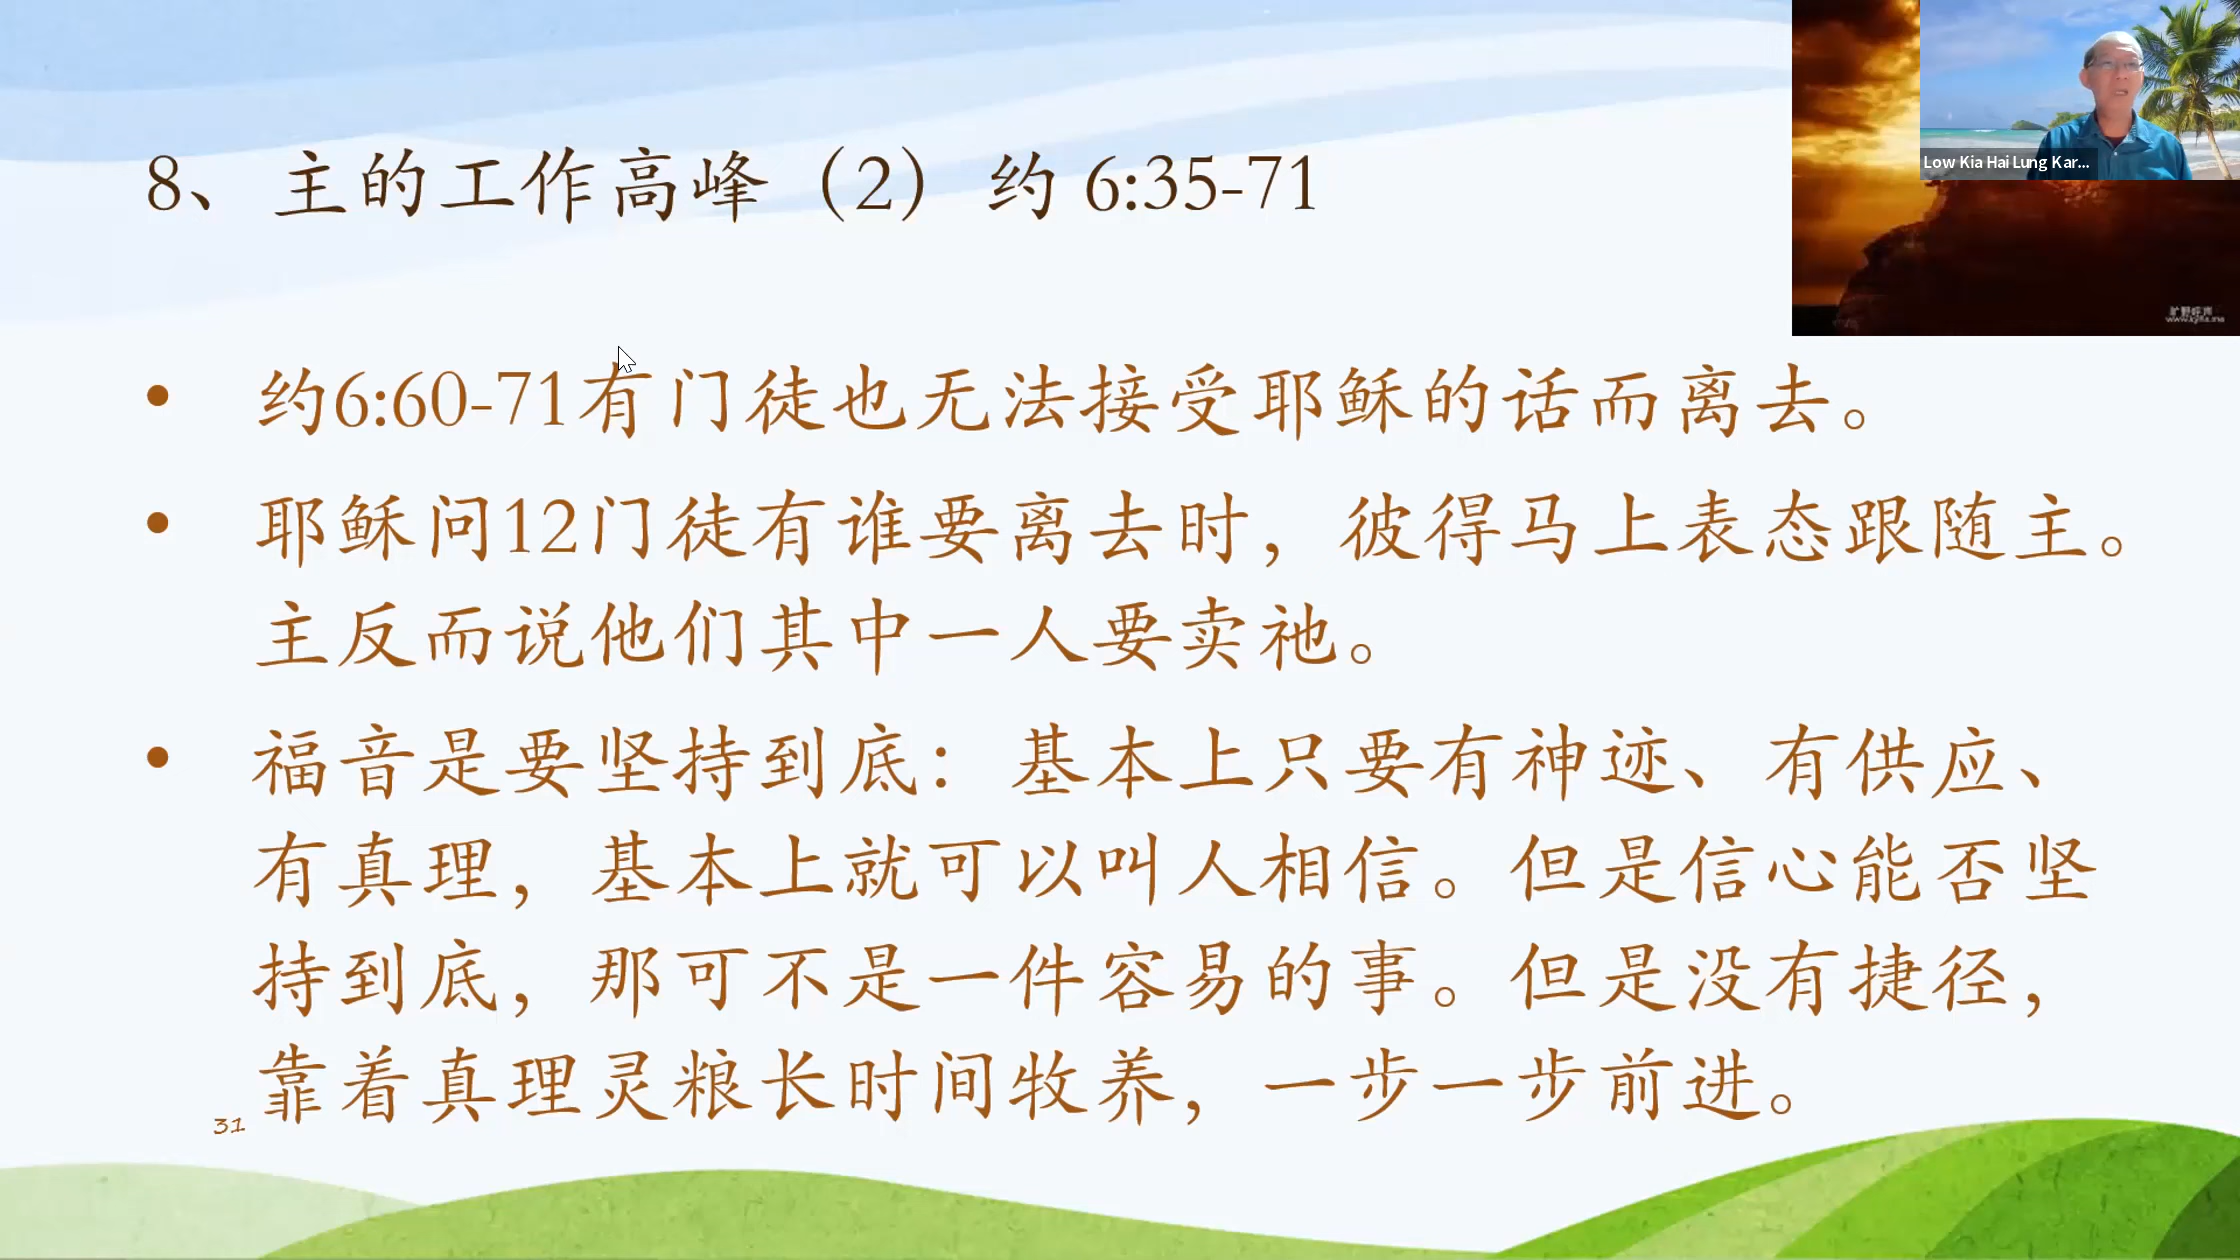 8、主的工作高峰（2） 约 6:35-71
Low Kia Hai Lung Kar...
• 约6:60-71有门徒也无法接受耶稣的话而离去。
• 耶稣问12门徒有谁要离去时，彼得马上表态跟随主。
主反而说他们其中一人要卖祂。
• 福音是要坚持到底：基本上只要有神迹、有供应、
有真理，基本上就可以叫人相信。但是信心能否坚
持到底，那可不是一件容易的事。但是没有捷径，
靠着真理灵粮长时间牧养，一步一步前进。
31